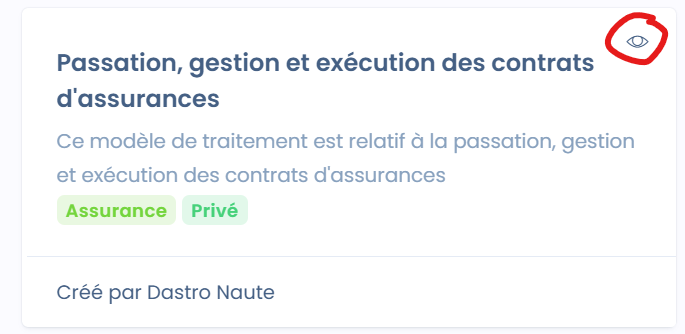 Passation, gestion et exécution des contrats
d'assurances
Ce modèle de traitement est relatif à la passation, gestion
et exécution des contrats d'assurances
Assurance Privé
Créé par Dastro Naute